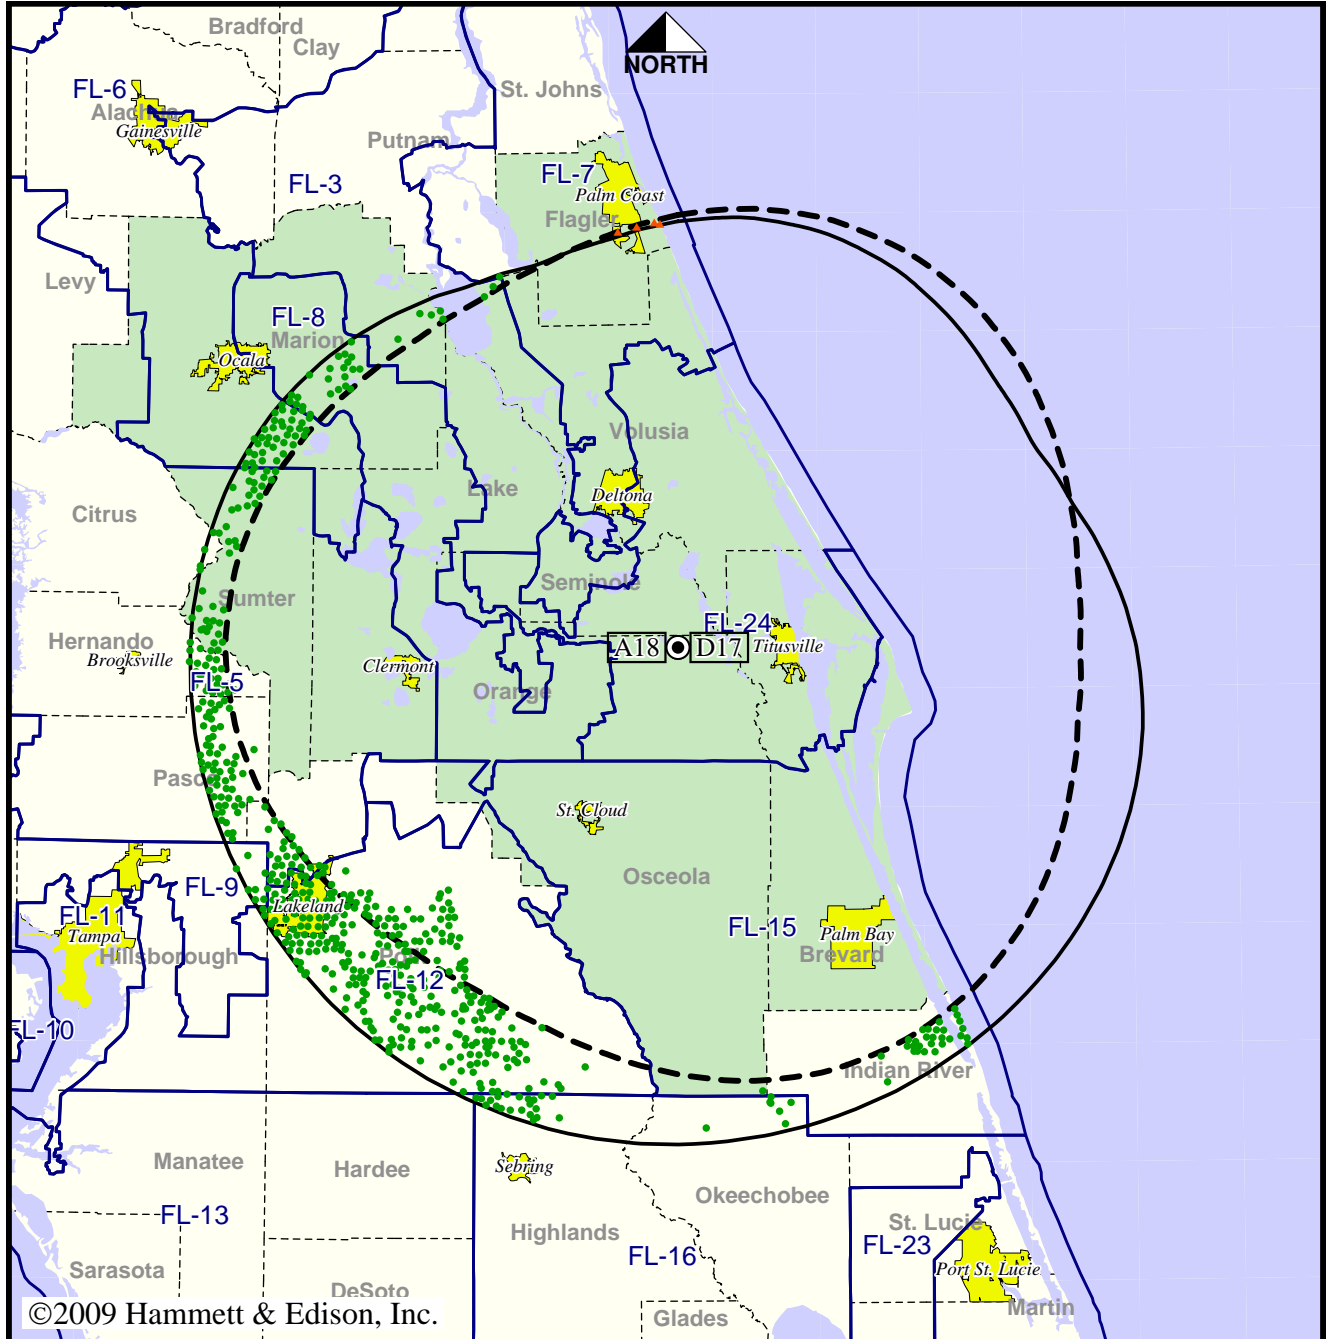 Bradford
Clay
NORTH
FL-6
Alachua
Gainesville
St. Johns
Putnam
FL-3
FL-7
Palm Coast
Flagler
Levy
FL-8
Marion
Ocala
Volusia
Lake
Deltona
Citrus
Seminole
Sumter
FL-24
Hernando
Brooksville
A18
D17
Titusville
Clermont
FL-5
Orange
Pasco
St. Cloud
Osceola
FL-9
Lakeland
FL-11
Tampa
FL-15
Palm Bay
Hillsborough
Polk
Brevard
FL-12
FL-10
Indian River
Manatee
Hardee
Sebring
Okeechobee
FL-13
St. Lucie
Highlands
FL-16
FL-23
Sarasota
Port St. Lucie
DeSoto
Martin
©2009 Hammett & Edison, Inc.
Glades